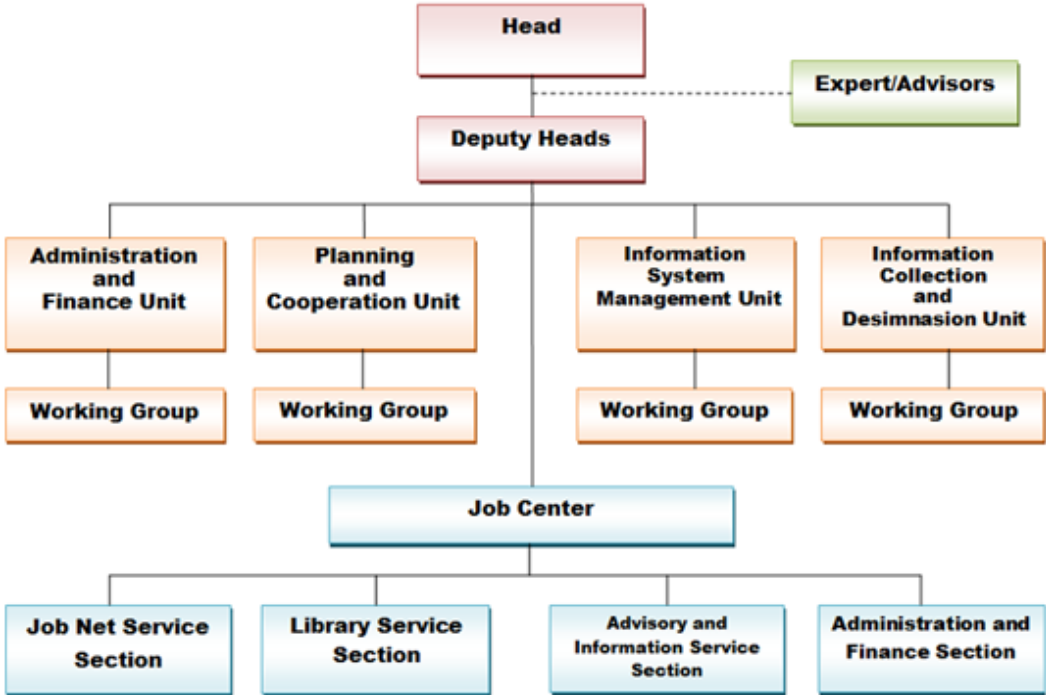 Head
Expert/Advisors
Deputy Heads
Administration
and
Finance Unit
Planning
and
Cooperation Unit
Information
System
Management Unit
Information
Collection
and
Desimnasion Unit
Working Group
Working Group
Working Group
Working Group
Job Center
Job Net Service
Section
Library Service
Section
Advisory and
Information Service
Section
Administration and
Finance Section